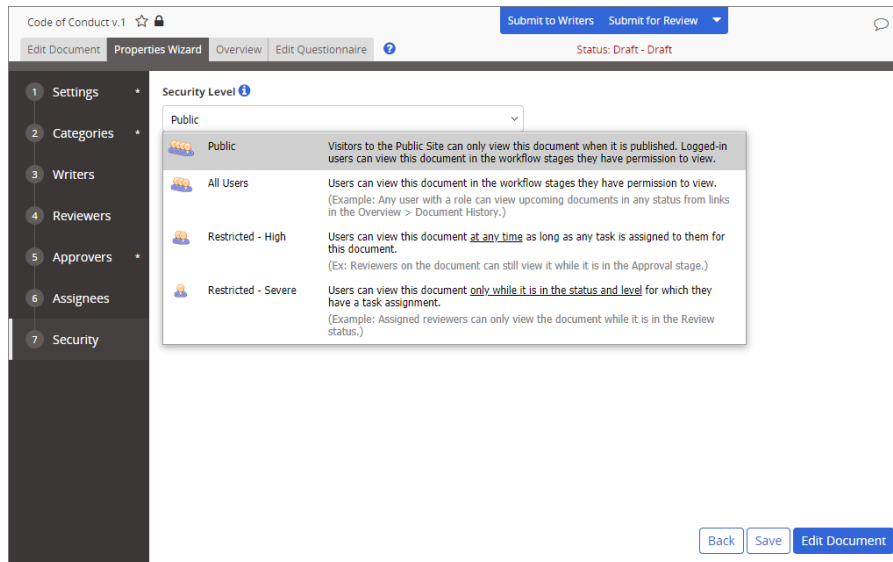 Code of Conduct v.1
Submit to Writers Submit for Review
Edit Document Properties Wizard Overview Edit Questionnaire ?
Status: Draft - Draft
1 Settings *
2 Categories *
3 Writers
4 Reviewers
5 Approvers *
6 Assignees
7 Security
Security Level i
Public
Public Visitors to the Public Site can only view this document when it is published. Logged-in
users can view this document in the workflow stages they have permission to view.
All Users Users can view this document in the workflow stages they have permission to view.
(Example: Any user with a role can view upcoming documents in any status from links
in the Overview > Document History.)
Restricted - High Users can view this document at any time as long as any task is assigned to them for
this document.
(Ex: Reviewers on the document can still view it while it is in the Approval stage.)
Restricted - Severe Users can view this document only while it is in the status and level for which they
have a task assignment.
(Example: Assigned reviewers can only view the document while it is in the Review
status.)
Back Save Edit Document